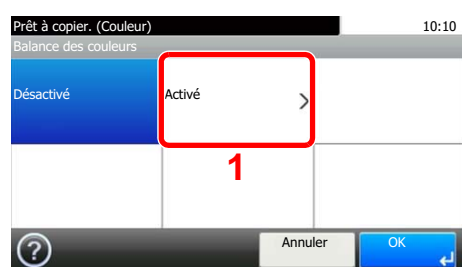 Prêt à copier. (Couleur) 10:10
Balance des couleurs
Désactivé Activé
1
? Annuler OK